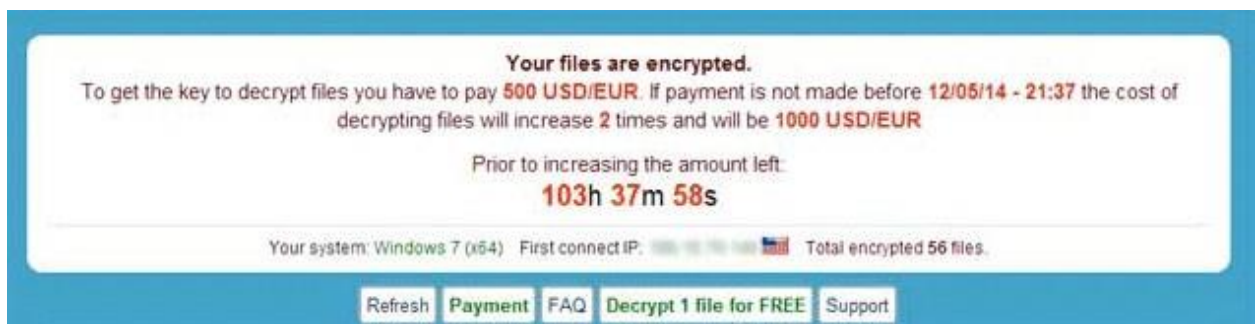 Your files are encrypted.
To get the key to decrypt files you have to pay 500 USD/EUR. If payment is not made before 12/05/14 - 21:37 the cost of
decrypting files will increase 2 times and will be 1000 USD/EUR
Prior to increasing the amount left:
103h 37m 58s
Your system: Windows 7 (x64) First connect IP: Total encrypted 56 files.
Refresh Payment FAQ Decrypt 1 file for FREE Support